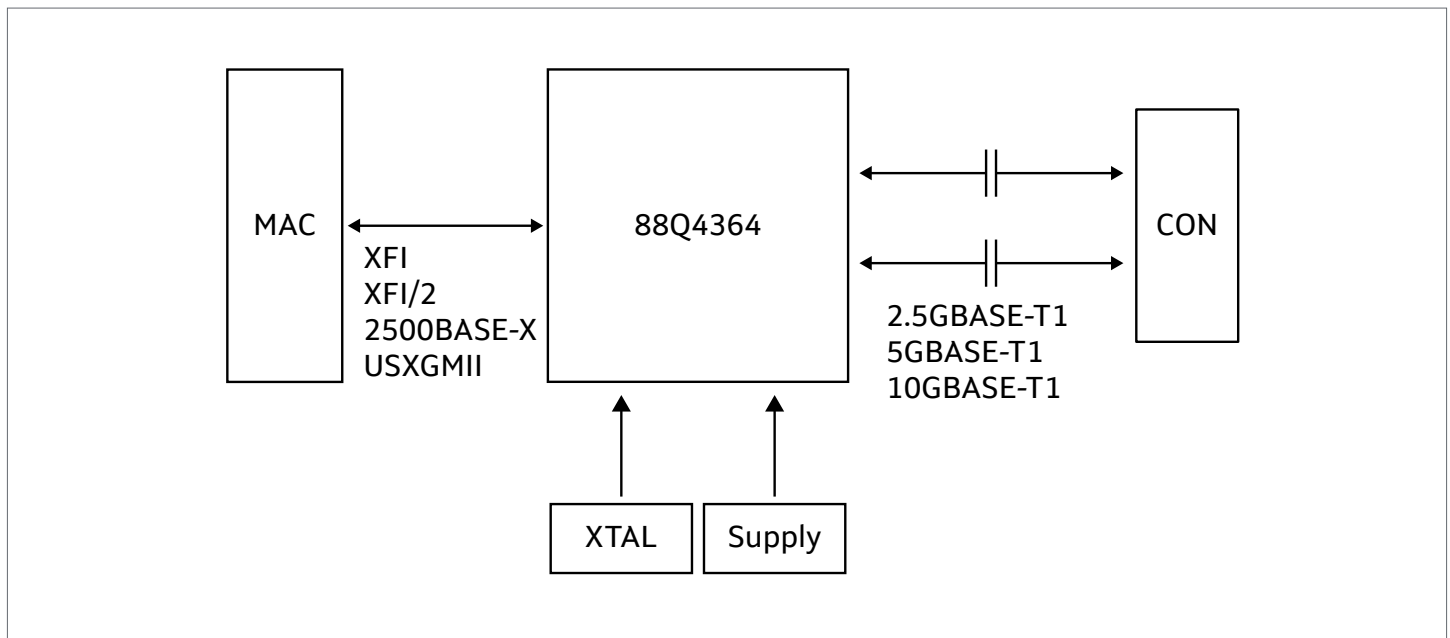 MAC
XFI
XFI/2
2500BASE-X
USXGMII
88Q4364
2.5GBASE-T1
5GBASE-T1
10GBASE-T1
CON
XTAL
Supply